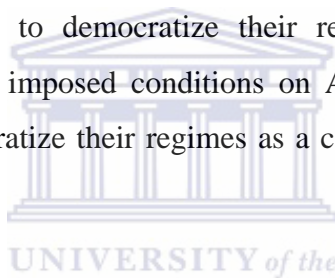 to democratize their re
imposed conditions on A
ratize their regimes as a c
UNIVERSITY of the